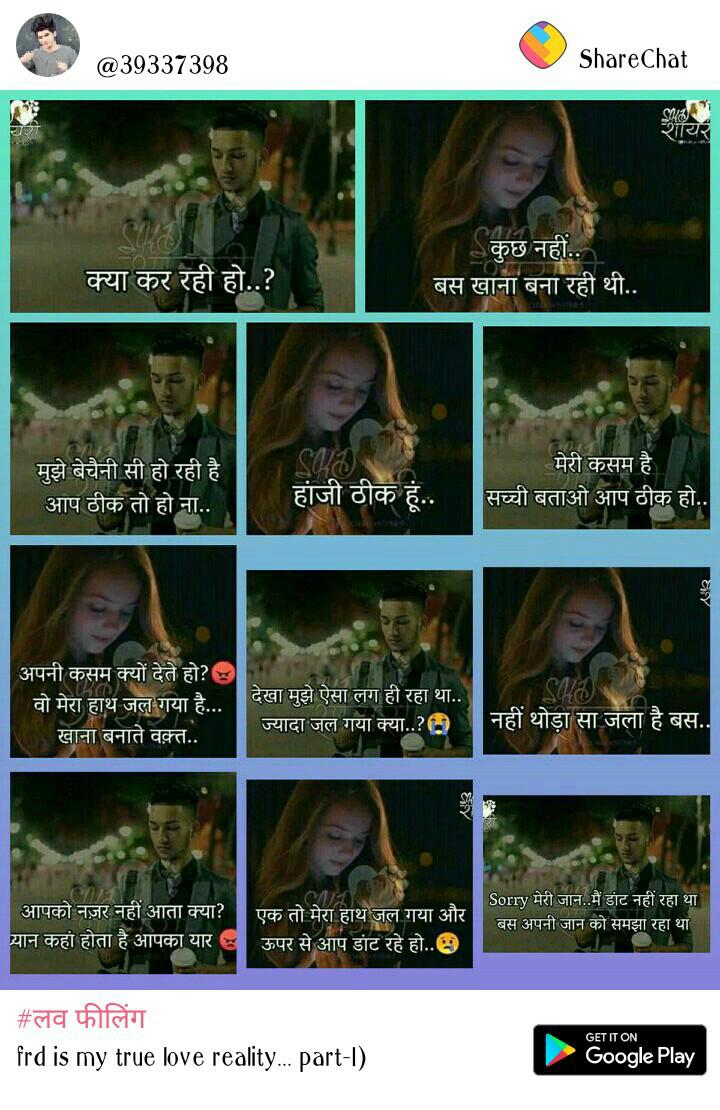 @39337398
ShareChat
क्या कर रही हो..?
शायर
कुछ नहीं..
बस खाना बना रही थी..
मुझे बेचैनी सी हो रही है
आप ठीक तो हो ना..
हांजी ठीक हूं..
मेरी कसम है
सच्ची बताओ आप ठीक हो..
अपनी कसम क्यों देते हो?😡
वो मेरा हाथ जल गया है...
खाना बनाते वक़्त..
देखा मुझे ऐसा लग ही रहा था..
ज्यादा जल गया क्या..?😭
नहीं थोड़ा सा जला है बस..
आपको नज़र नहीं आता क्या?
यान कहां होता है आपका यार 😡
एक तो मेरा हाथ जल गया और
ऊपर से आप डांट रहे हो..😢
Sorry मेरी जान..मैं डांट नहीं रहा था
बस अपनी जान को समझा रहा था
#लव फीलिंग
frd is my true love reality... part-1)
GET IT ON
Google Play